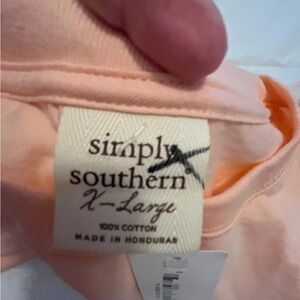 simply
southern
X-Large
100% COTTON
MADE IN HONDURAS